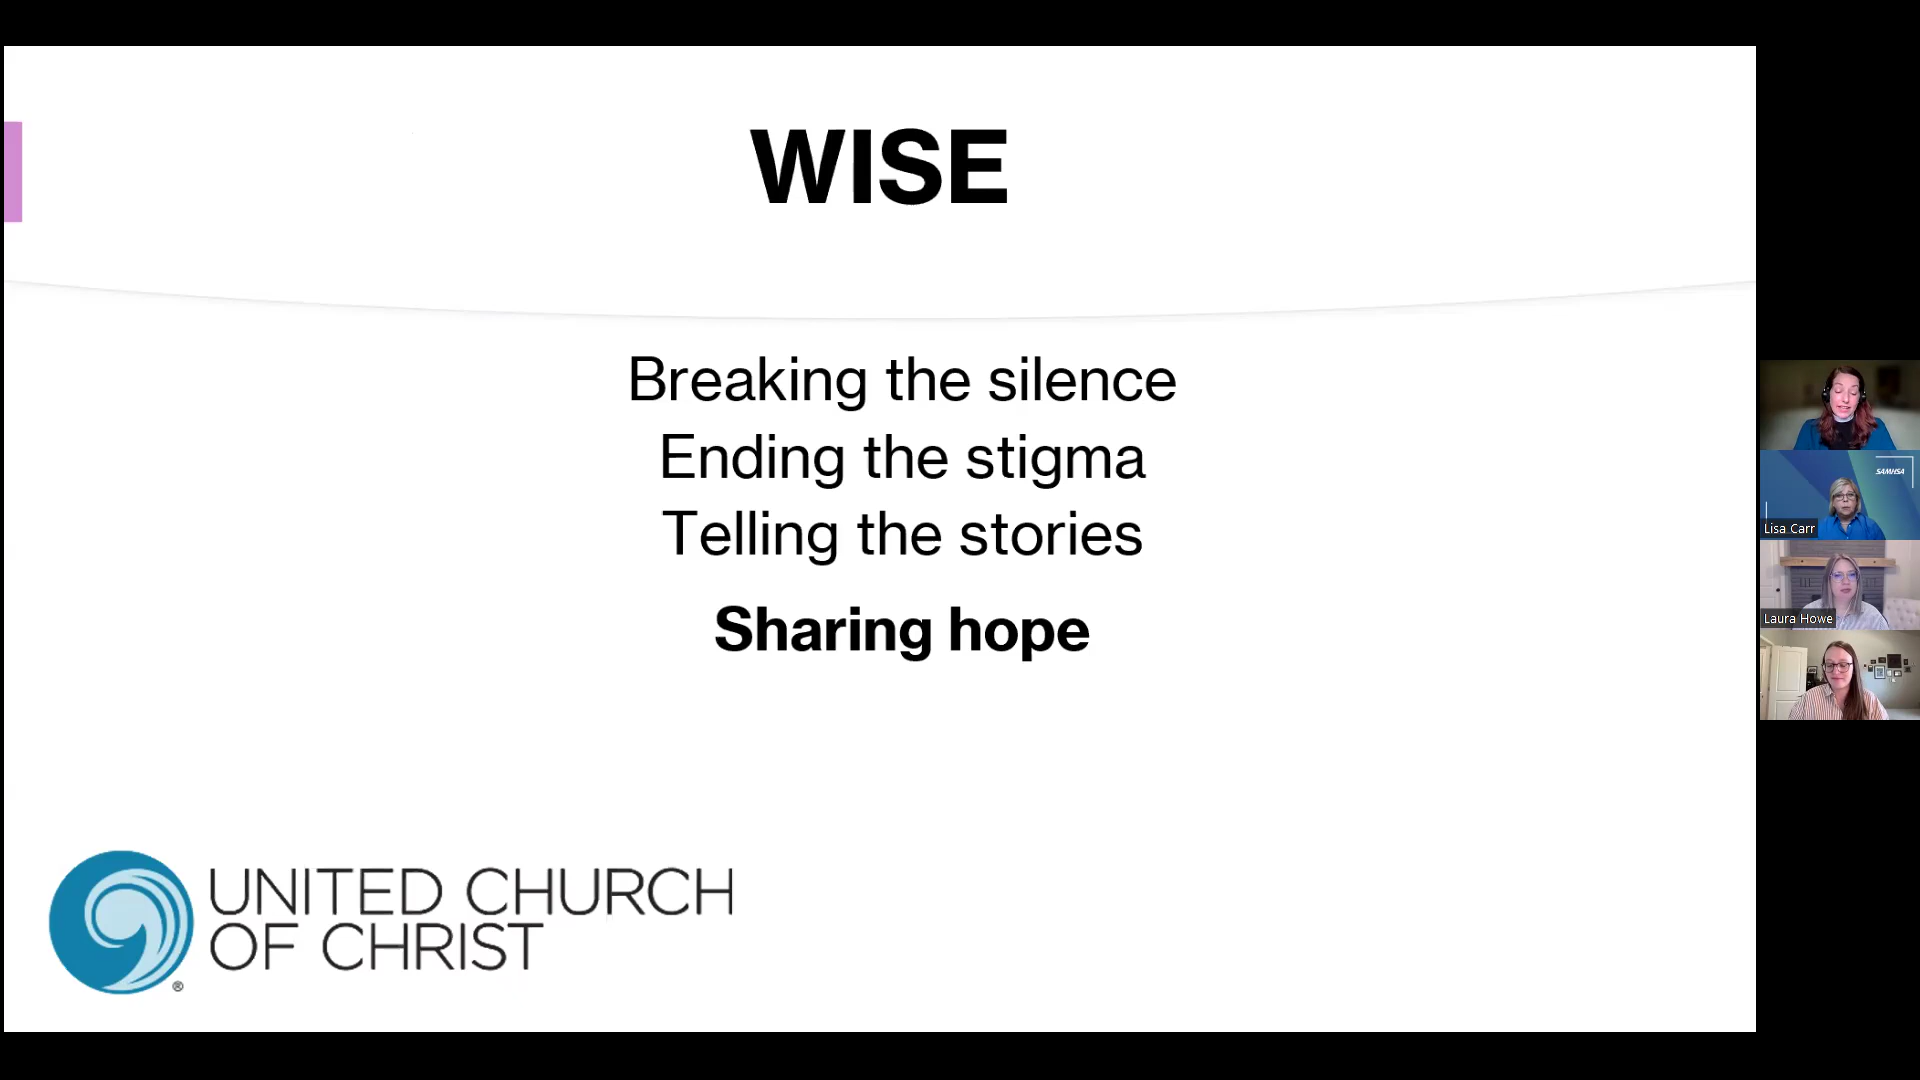 WISE
Breaking the silence
Ending the stigma
Telling the stories
Sharing hope
UNITED CHURCH
OF CHRIST
®
SAMHSA
Lisa Carr
Laura Howe